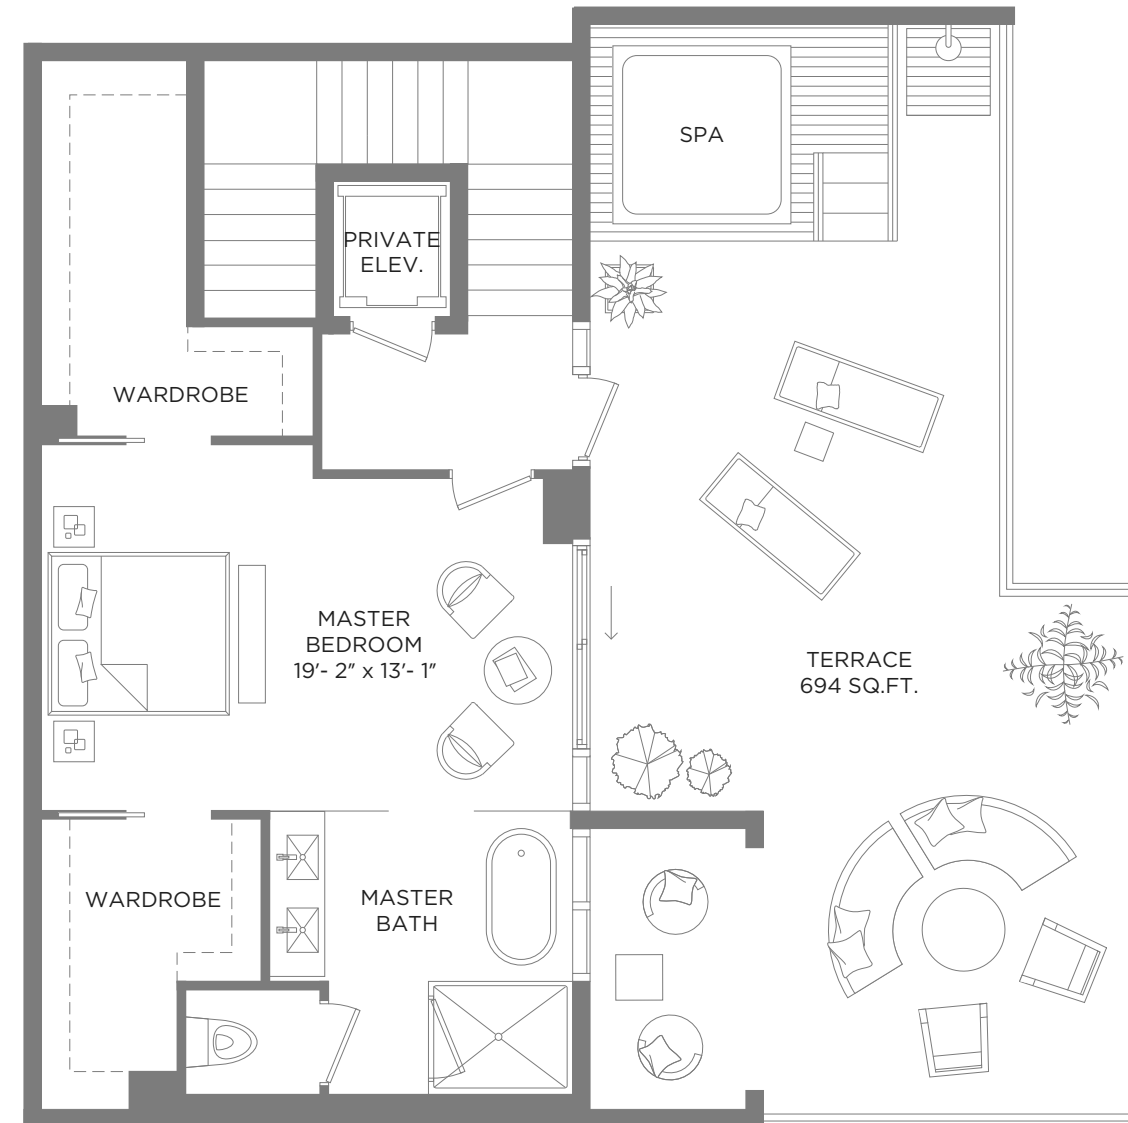 SPA
PRIVATE
ELEV.
WARDROBE
MASTER
BEDROOM
19'- 2" x 13'- 1"
TERRACE
694 SQ.FT.
WARDROBE
MASTER
BATH